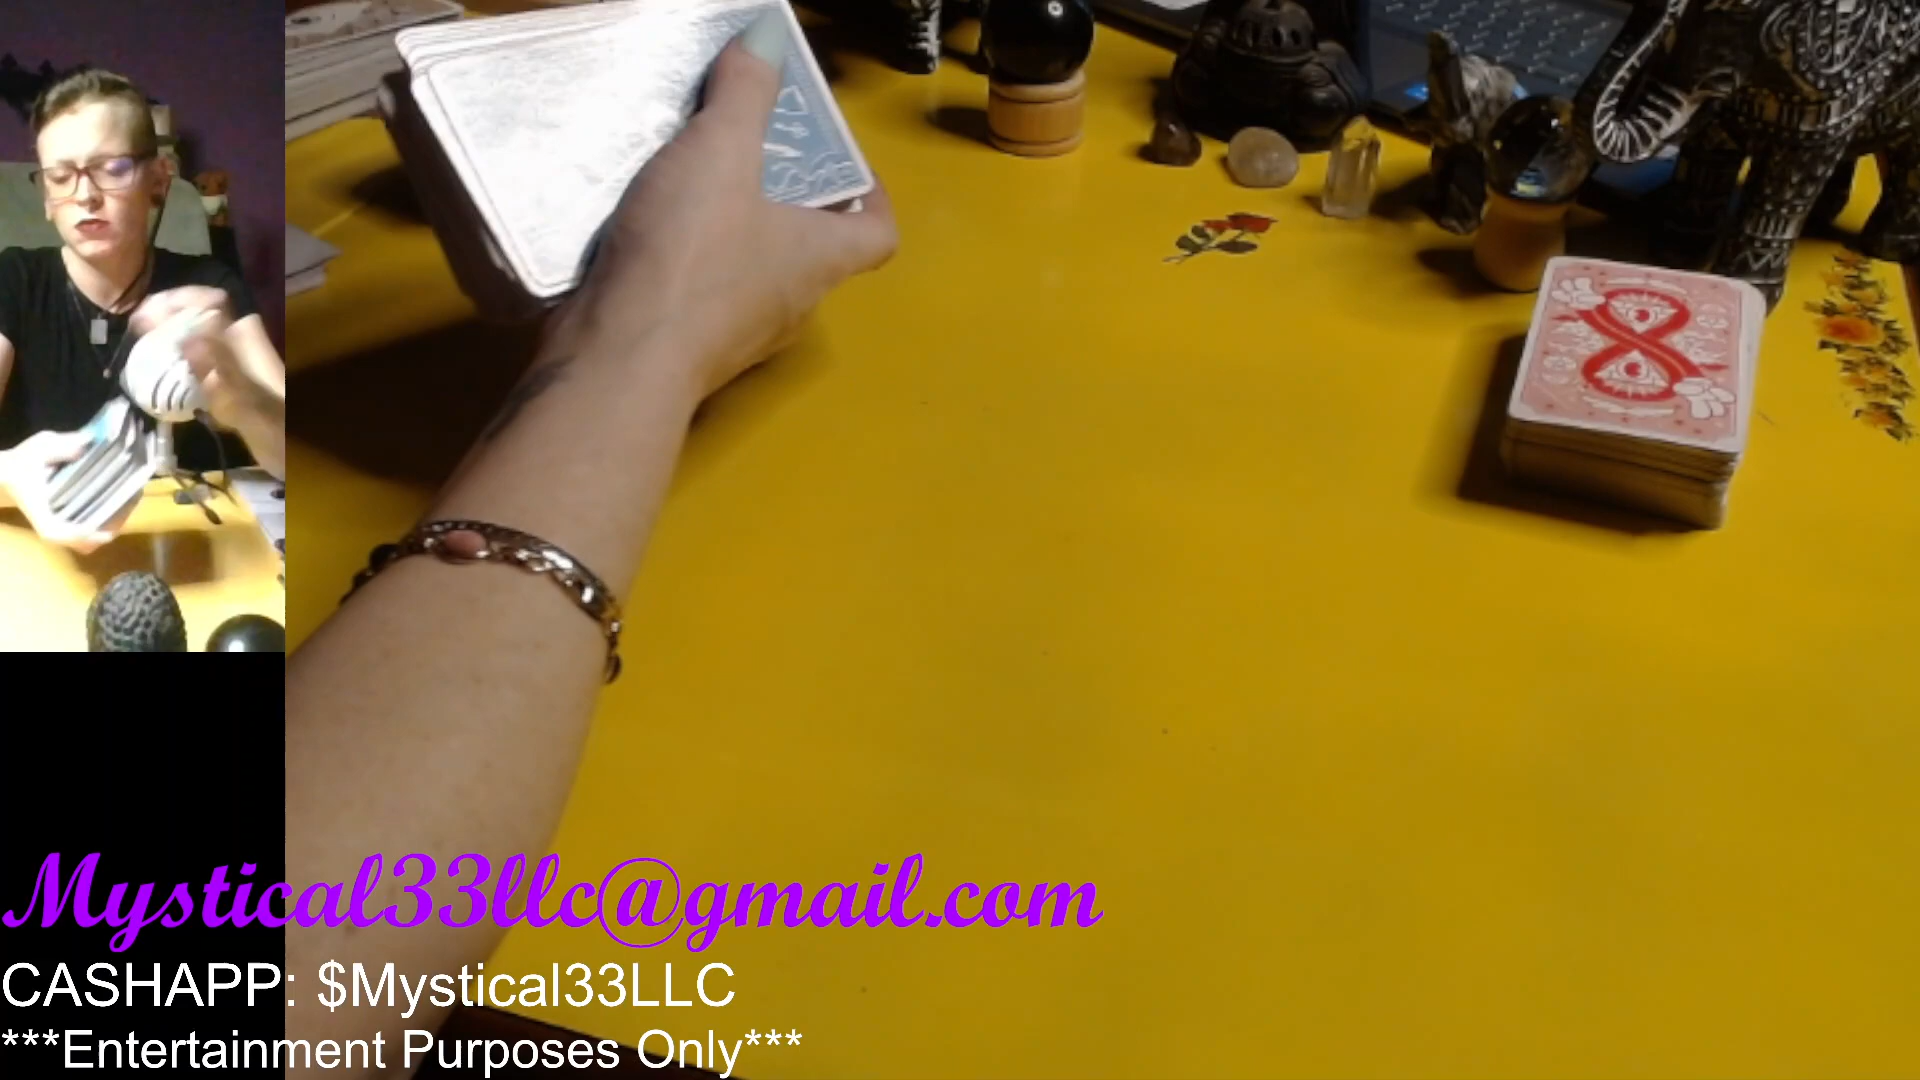 Mystical33llc@gmail.com
CASHAPP: $Mystical33LLC
***Entertainment Purposes Only***